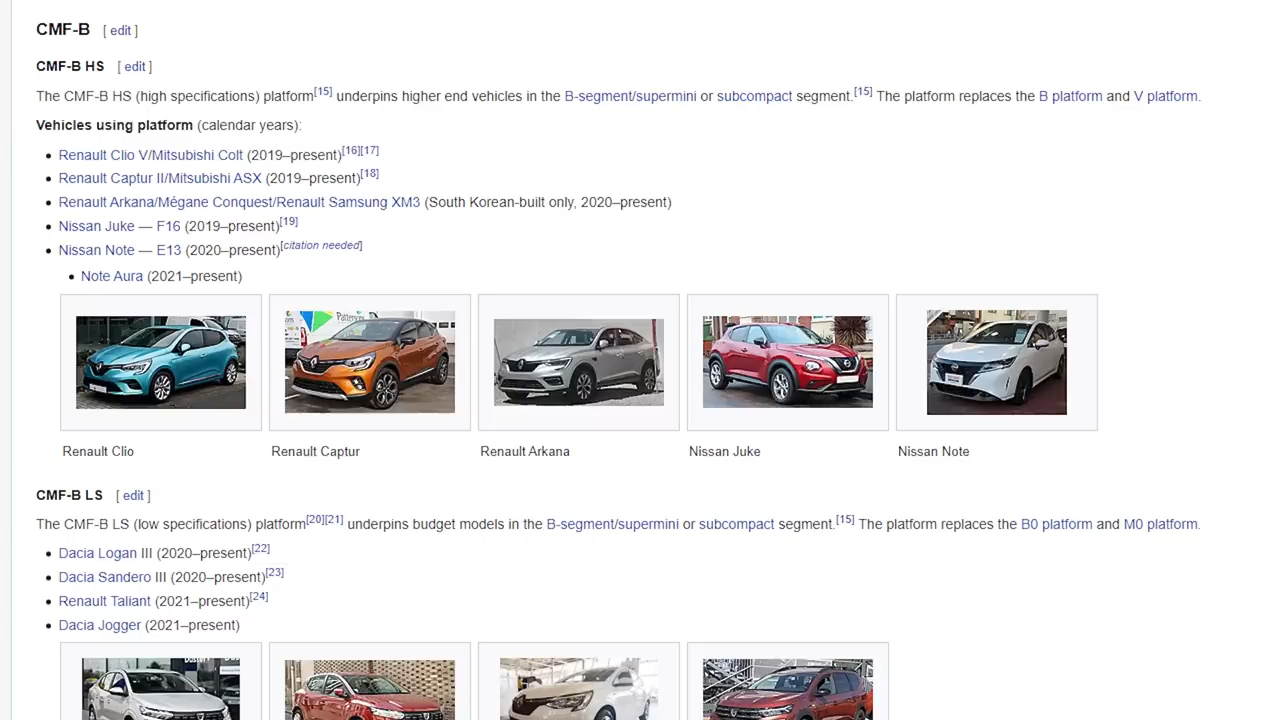 CMF-B [ edit ]
CMF-B HS [ edit ]
The CMF-B HS (high specifications) platform[15] underpins higher end vehicles in the B-segment/supermini or subcompact segment.[15] The platform replaces the B platform and V platform.
Vehicles using platform (calendar years):
Renault Clio V/Mitsubishi Colt (2019–present)[16][17]
Renault Captur II/Mitsubishi ASX (2019–present)[18]
Renault Arkana/Mégane Conquest/Renault Samsung XM3 (South Korean-built only, 2020–present)
Nissan Juke — F16 (2019–present)[19]
Nissan Note — E13 (2020–present)[citation needed]
Note Aura (2021–present)
Renault Clio
Renault Captur
Renault Arkana
Nissan Juke
Nissan Note
CMF-B LS [ edit ]
The CMF-B LS (low specifications) platform[20][21] underpins budget models in the B-segment/supermini or subcompact segment.[15] The platform replaces the B0 platform and M0 platform.
Dacia Logan III (2020–present)[22]
Dacia Sandero III (2020–present)[23]
Renault Taliant (2021–present)[24]
Dacia Jogger (2021–present)